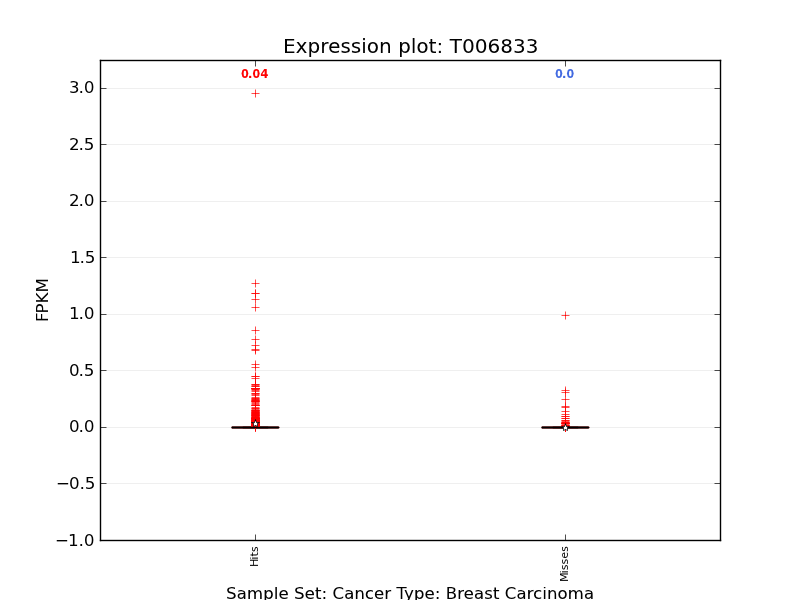 Expression plot: T006833
0.04
0.0
3.0
2.5
2.0
1.5
1.0
0.5
0.0
−0.5
−1.0
FPKM
Hits
Misses
Sample Set: Cancer Type: Breast Carcinoma